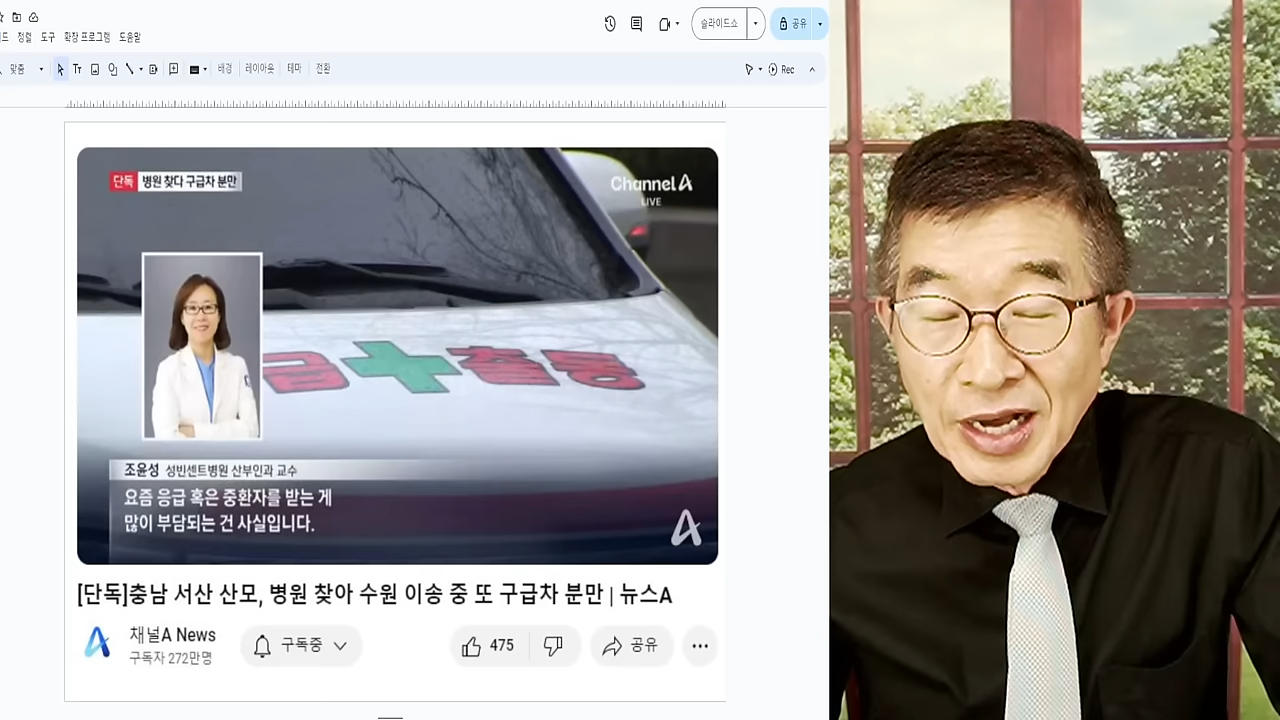 정렬 도구 확장 프로그램 도움말
슬라이드쇼
공유
맞춤
배경
레이아웃
테마
전환
Rec
단독 병원 찾다 구급차 분만
Channel A
LIVE
급 출동
조윤성 성빈센트병원 산부인과 교수
요즘 응급 혹은 중환자를 받는 게
많이 부담되는 건 사실입니다.
[단독]충남 서산 산모, 병원 찾아 수원 이송 중 또 구급차 분만 | 뉴스A
채널A News
구독자 272만명
구독중
475
공유